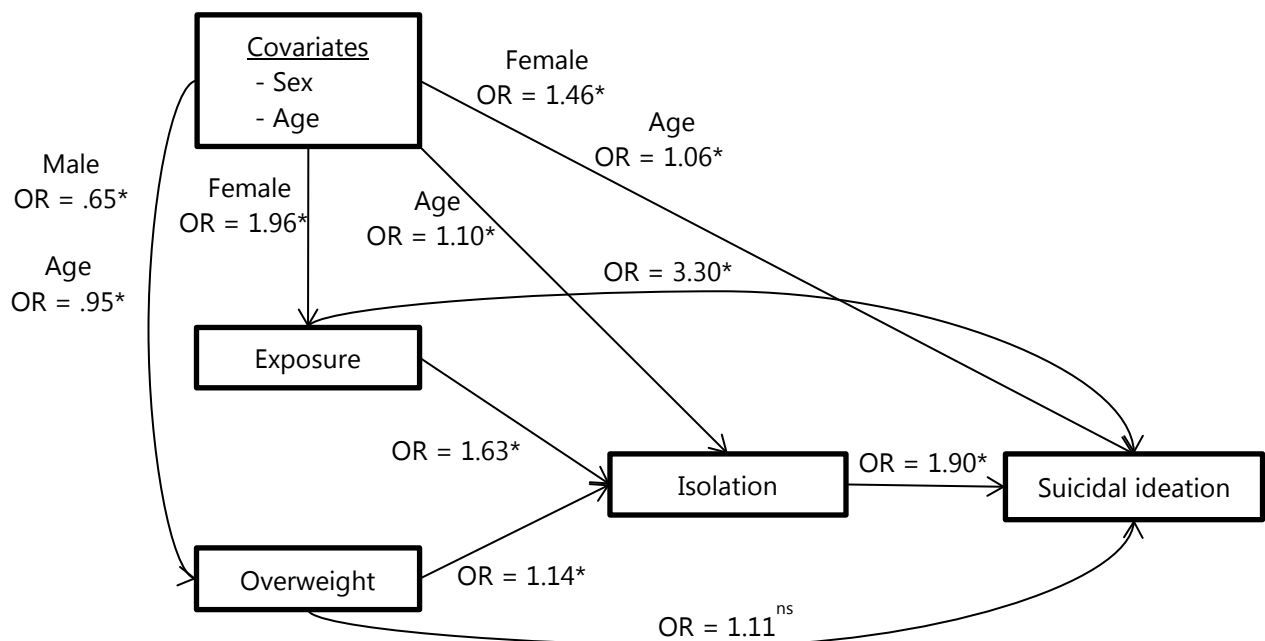 Covariates
- Sex
- Age
Female
OR = 1.46*
Age
OR = 1.06*
Male
OR = .65*
Female
OR = 1.96*
Age
OR = 1.10*
Age
OR = .95*
OR = 3.30*
Exposure
OR = 1.63*
OR = 1.90*
Isolation
Suicidal ideation
Overweight
OR = 1.14*
OR = 1.11ns